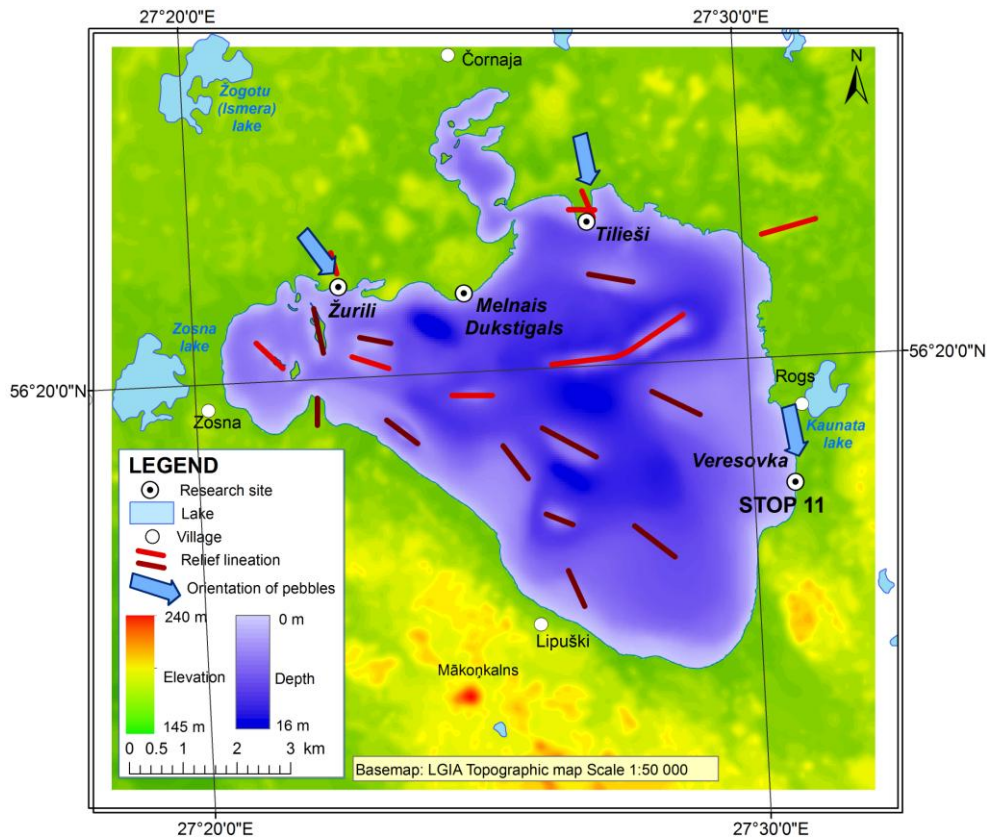 27°20'0"E
27°30'0"E
Čornaja
N
Žogotu
(Ismera)
lake
Tilieši
Žurili
Melnais
Dukstigals
Zosna
lake
56°20'0"N
56°20'0"N
Rogs
Kaunata
lake
Zosna
Veresovka
STOP 11
LEGEND
Research site
Lake
Village
Relief lineation
Orientation of pebbles
240 m
0 m
Elevation
Depth
145 m
16 m
0 0.5 1 2 3 km
Lipuški
Mākoņkalns
Basemap: LGIA Topographic map Scale 1:50 000
27°20'0"E
27°30'0"E